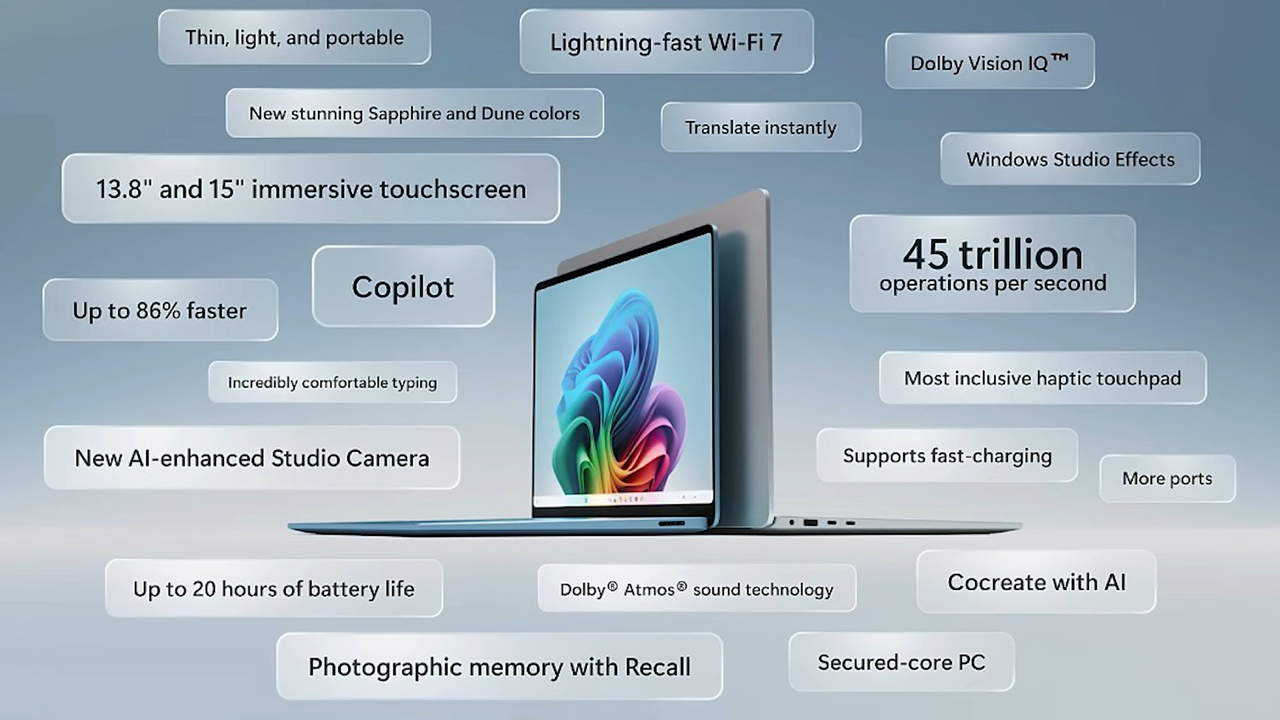 Thin, light, and portable
Lightning-fast Wi-Fi 7
Dolby Vision IQ™
New stunning Sapphire and Dune colors
Translate instantly
Windows Studio Effects
13.8" and 15" immersive touchscreen
45 trillion
operations per second
Copilot
Up to 86% faster
Incredibly comfortable typing
Most inclusive haptic touchpad
New AI-enhanced Studio Camera
Supports fast-charging
More ports
Up to 20 hours of battery life
Dolby® Atmos® sound technology
Cocreate with AI
Photographic memory with Recall
Secured-core PC